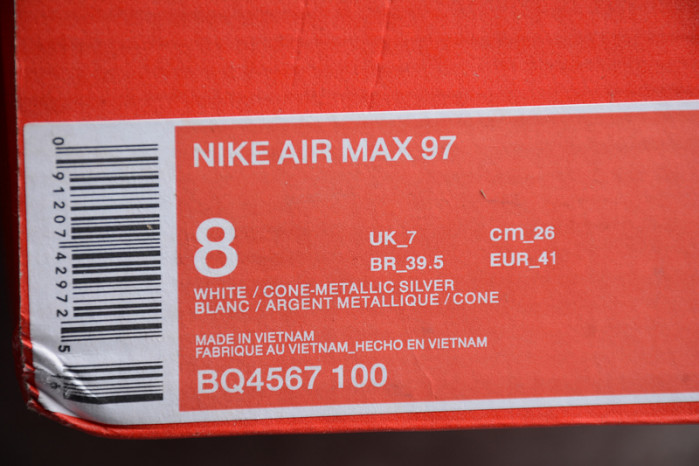 NIKE AIR MAX 97
8
UK_7 cm_26
BR_39.5 EUR_41
WHITE / CONE-METALLIC SILVER
BLANC / ARGENT METALLIQUE / CONE
MADE IN VIETNAM
FABRIQUE AU VIETNAM_HECHO EN VIETNAM
BQ4567 100
0 91207 42972 5